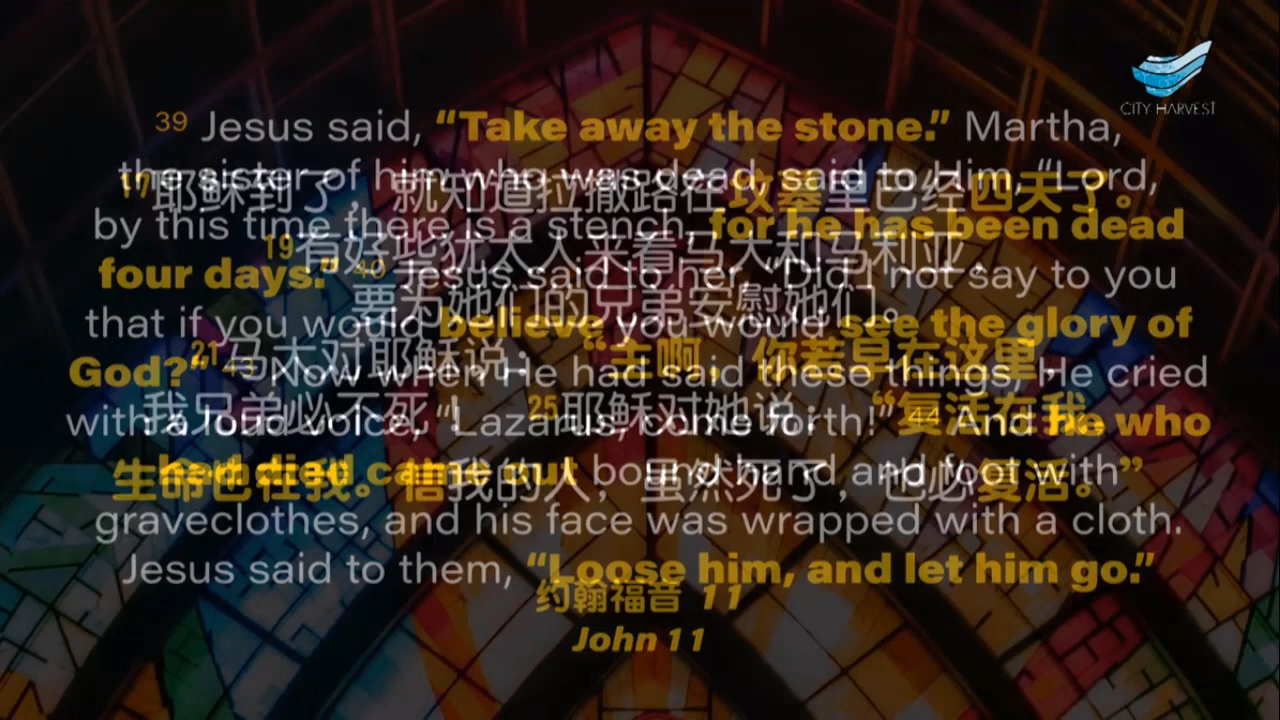 CITY HARVEST
39 Jesus said, “Take away the stone.” Martha,
the sister of him who was dead, said to Him, “Lord,
17耶稣到了，就知道拉撒路在坟墓里已经四天了。
by this time there is a stench, for he has been dead
19有好些犹太人来看马大和马利亚，
four days.” 40 Jesus said to her, “Did I not say to you
要为她们的兄弟安慰她们。
that if you would believe you would see the glory of
21马大对耶稣说：“主啊，你若早在这里，
God?” 43 Now when He had said these things, He cried
我兄弟必不死。” 25耶稣对她说：“复活在我，
with a loud voice, “Lazarus, come forth!” 44 And he who
had died came out bound hand and foot with
生命也在我。信我的人，虽然死了，也必复活。”
graveclothes, and his face was wrapped with a cloth.
Jesus said to them, “Loose him, and let him go.”
约翰福音 11
John 11